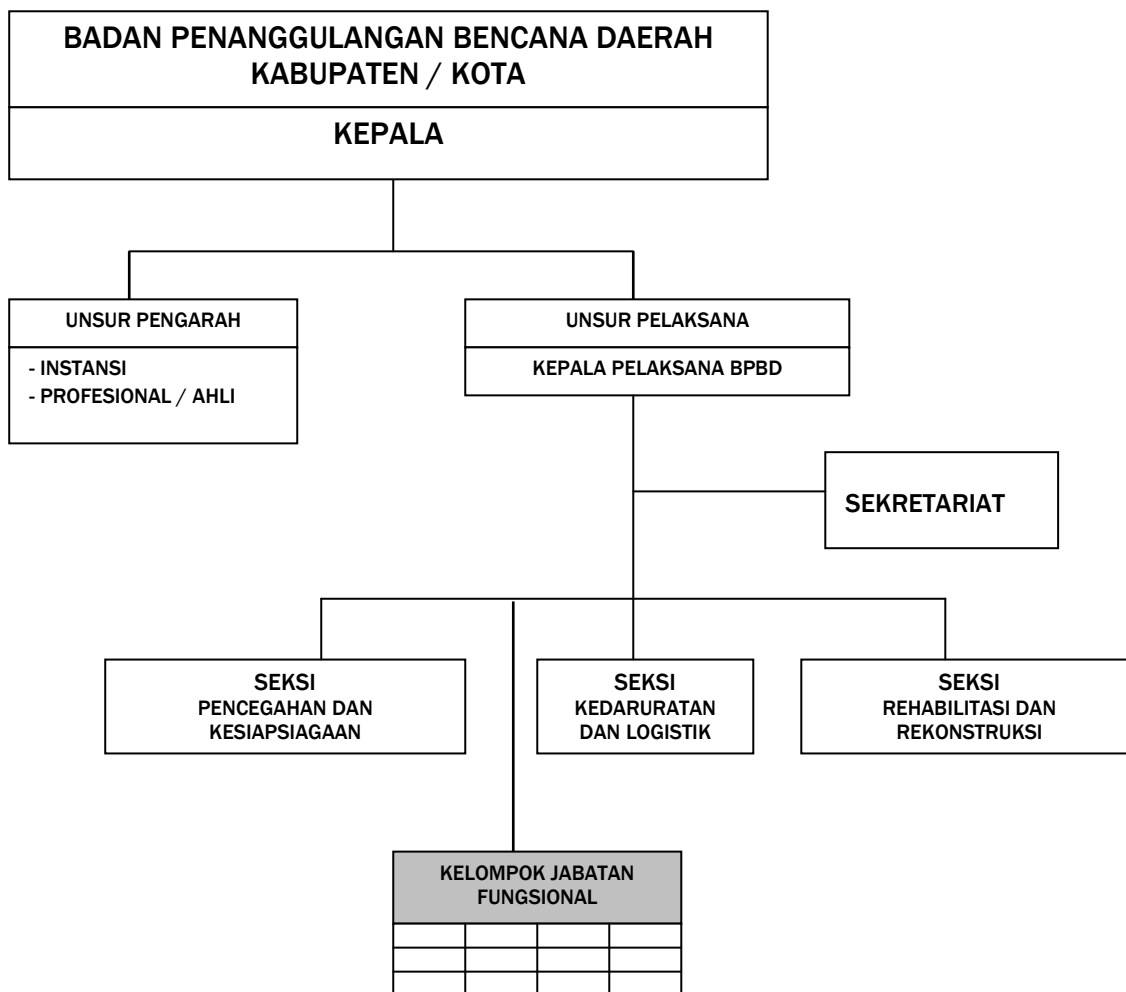 BADAN PENANGGULANGAN BENCANA DAERAH
KABUPATEN / KOTA
KEPALA
UNSUR PENGARAH
- INSTANSI
- PROFESIONAL / AHLI
UNSUR PELAKSANA
KEPALA PELAKSANA BPBD
SEKRETARIAT
SEKSI
PENCEGAHAN DAN
KESIAPSIAGAAN
SEKSI
KEDARURATAN
DAN LOGISTIK
SEKSI
REHABILITASI DAN
REKONSTRUKSI
KELOMPOK JABATAN
FUNGSIONAL